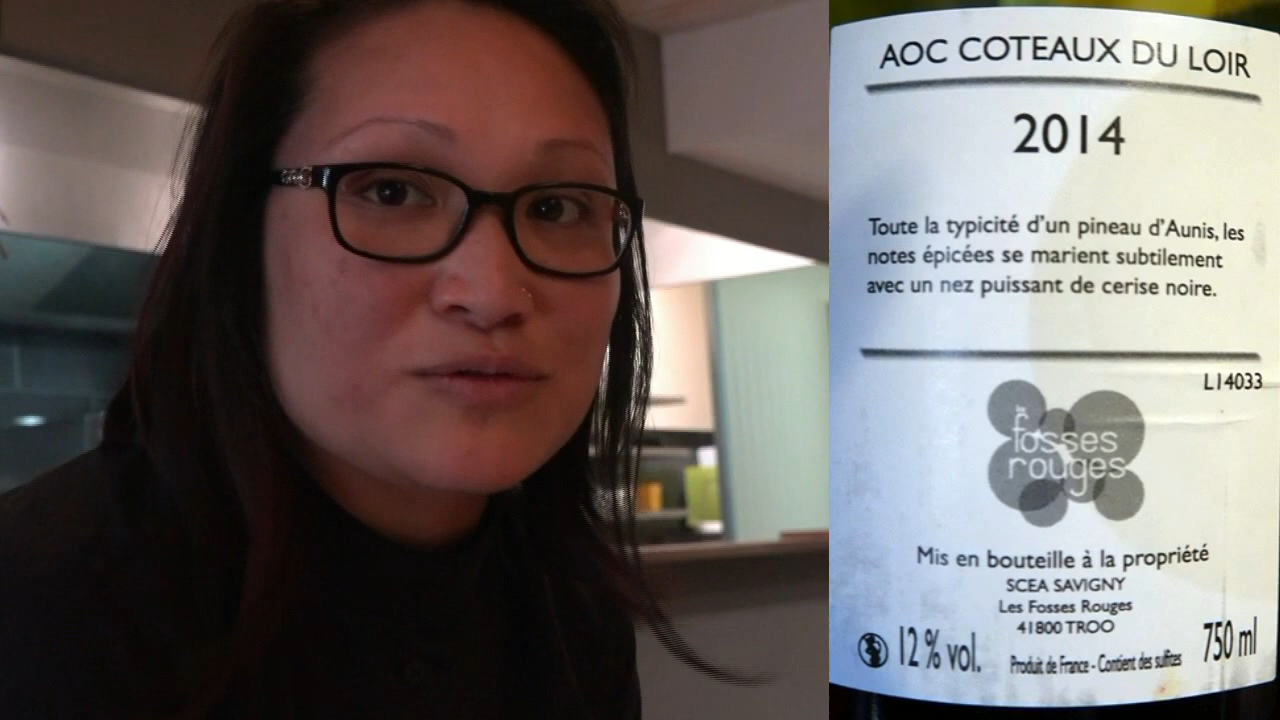 AOC COTEAUX DU LOIR
2014
Toute la typicité d'un pineau d'Aunis, les
notes épicées se marient subtilement
avec un nez puissant de cerise noire.
L14033
fosses
rouges
Mis en bouteille à la propriété
SCEA SAVIGNY
Les Fosses Rouges
41800 TROO
12 % vol.
Produit de France - Contient des sulfites
750 ml